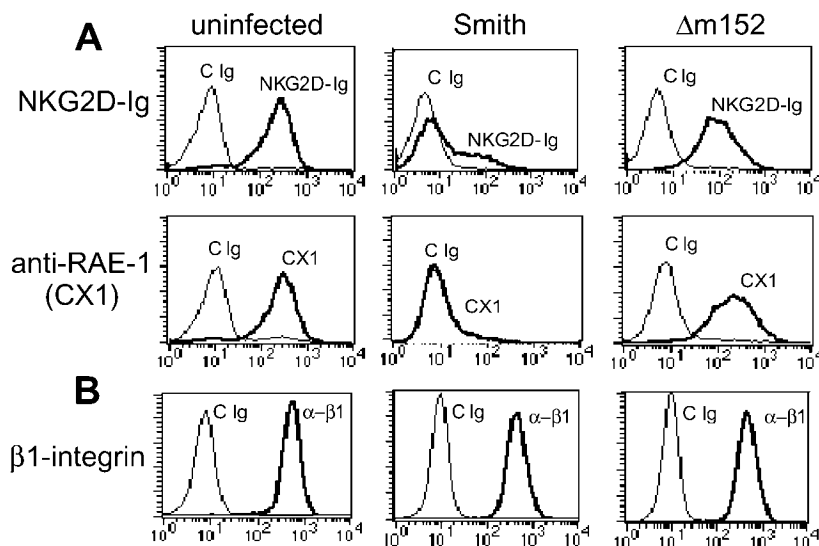 A
uninfected
Smith
Δm152
NKG2D-Ig
C Ig
NKG2D-Ig
10⁰ 10¹ 10² 10³ 10⁴
C Ig
NKG2D-Ig
10⁰ 10¹ 10² 10³ 10⁴
C Ig
NKG2D-Ig
10⁰ 10¹ 10² 10³ 10⁴
anti-RAE-1
(CX1)
C Ig
CX1
10⁰ 10¹ 10² 10³ 10⁴
C Ig
CX1
10⁰ 10¹ 10² 10³ 10⁴
C Ig
CX1
10⁰ 10¹ 10² 10³ 10⁴
B
β1-integrin
C Ig
α-β1
10⁰ 10¹ 10² 10³ 10⁴
C Ig
α-β1
10⁰ 10¹ 10² 10³ 10⁴
C Ig
α-β1
10⁰ 10¹ 10² 10³ 10⁴